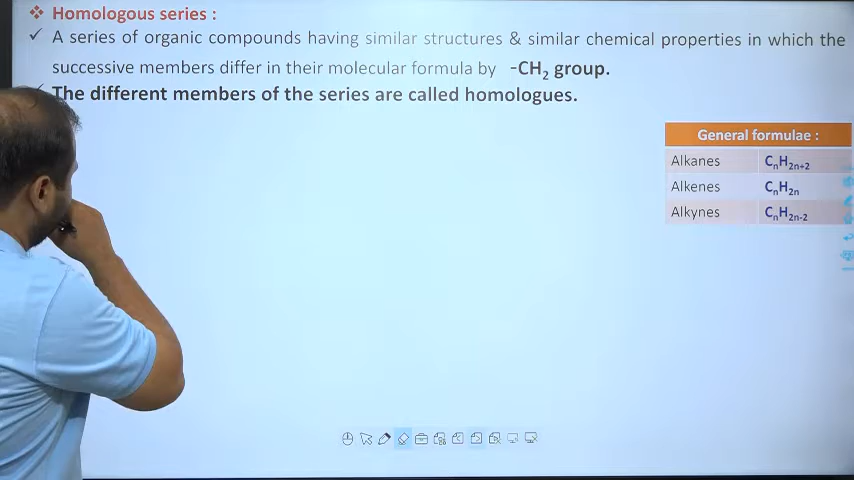 ❖ Homologous series :
✓ A series of organic compounds having similar structures & similar chemical properties in which the
successive members differ in their molecular formula by -CH₂ group.
✓ The different members of the series are called homologues.
General formulae :
Alkanes CₙH₂ₙ₊₂
Alkenes CₙH₂ₙ
Alkynes CₙH₂ₙ₋₂